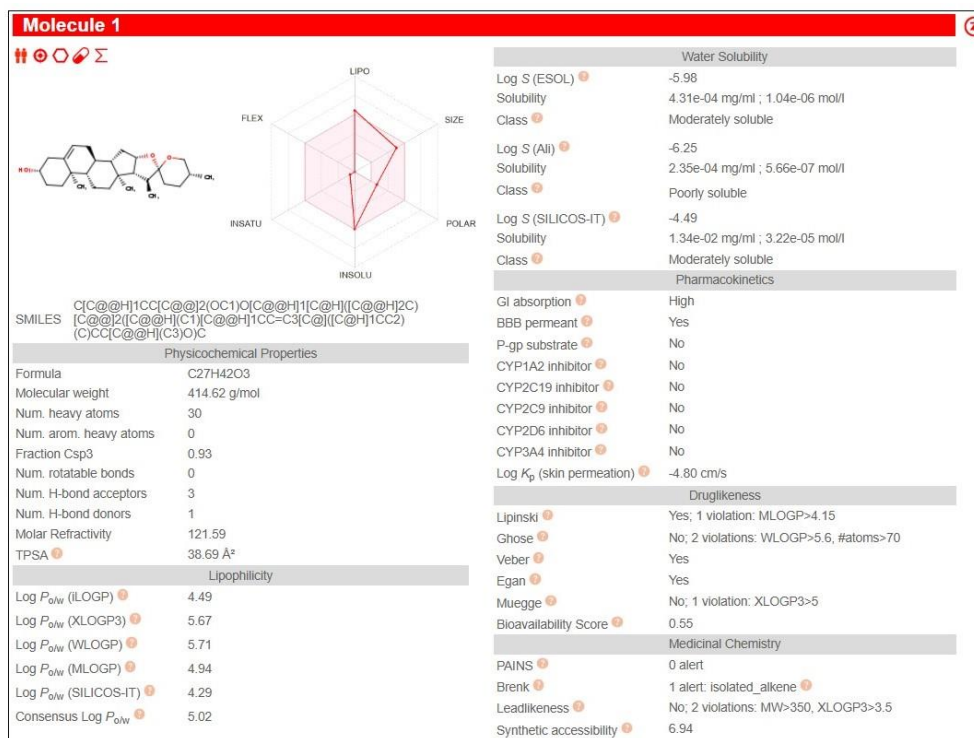 Molecule 1
LIPO
FLEX
SIZE
HO
CH₃
CH₃
CH₃
CH₃
INSATU
POLAR
INSOLU
SMILES C[C@@H]1CC[C@@]2(OC1)O[C@@H]1[C@H]([C@@H]2C)
[C@@]2([C@@H](C1)[C@@H]1CC=C3[C@]([C@H]1CC2)
(C)CC[C@@H](C3)O)C
Physicochemical Properties
Formula C27H42O3
Molecular weight 414.62 g/mol
Num. heavy atoms 30
Num. arom. heavy atoms 0
Fraction Csp3 0.93
Num. rotatable bonds 0
Num. H-bond acceptors 3
Num. H-bond donors 1
Molar Refractivity 121.59
TPSA ? 38.69 Å²
Lipophilicity
Log Po/w (iLOGP) ? 4.49
Log Po/w (XLOGP3) ? 5.67
Log Po/w (WLOGP) ? 5.71
Log Po/w (MLOGP) ? 4.94
Log Po/w (SILICOS-IT) ? 4.29
Consensus Log Po/w ? 5.02
Water Solubility
Log S (ESOL) ? -5.98
Solubility 4.31e-04 mg/ml ; 1.04e-06 mol/l
Class ? Moderately soluble
Log S (Ali) ? -6.25
Solubility 2.35e-04 mg/ml ; 5.66e-07 mol/l
Class ? Poorly soluble
Log S (SILICOS-IT) ? -4.49
Solubility 1.34e-02 mg/ml ; 3.22e-05 mol/l
Class ? Moderately soluble
Pharmacokinetics
GI absorption ? High
BBB permeant ? Yes
P-gp substrate ? No
CYP1A2 inhibitor ? No
CYP2C19 inhibitor ? No
CYP2C9 inhibitor ? No
CYP2D6 inhibitor ? No
CYP3A4 inhibitor ? No
Log Kp (skin permeation) ? -4.80 cm/s
Druglikeness
Lipinski ? Yes; 1 violation: MLOGP>4.15
Ghose ? No; 2 violations: WLOGP>5.6, #atoms>70
Veber ? Yes
Egan ? Yes
Muegge ? No; 1 violation: XLOGP3>5
Bioavailability Score ? 0.55
Medicinal Chemistry
PAINS ? 0 alert
Brenk ? 1 alert: isolated_alkene ?
Leadlikeness ? No; 2 violations: MW>350, XLOGP3>3.5
Synthetic accessibility ? 6.94